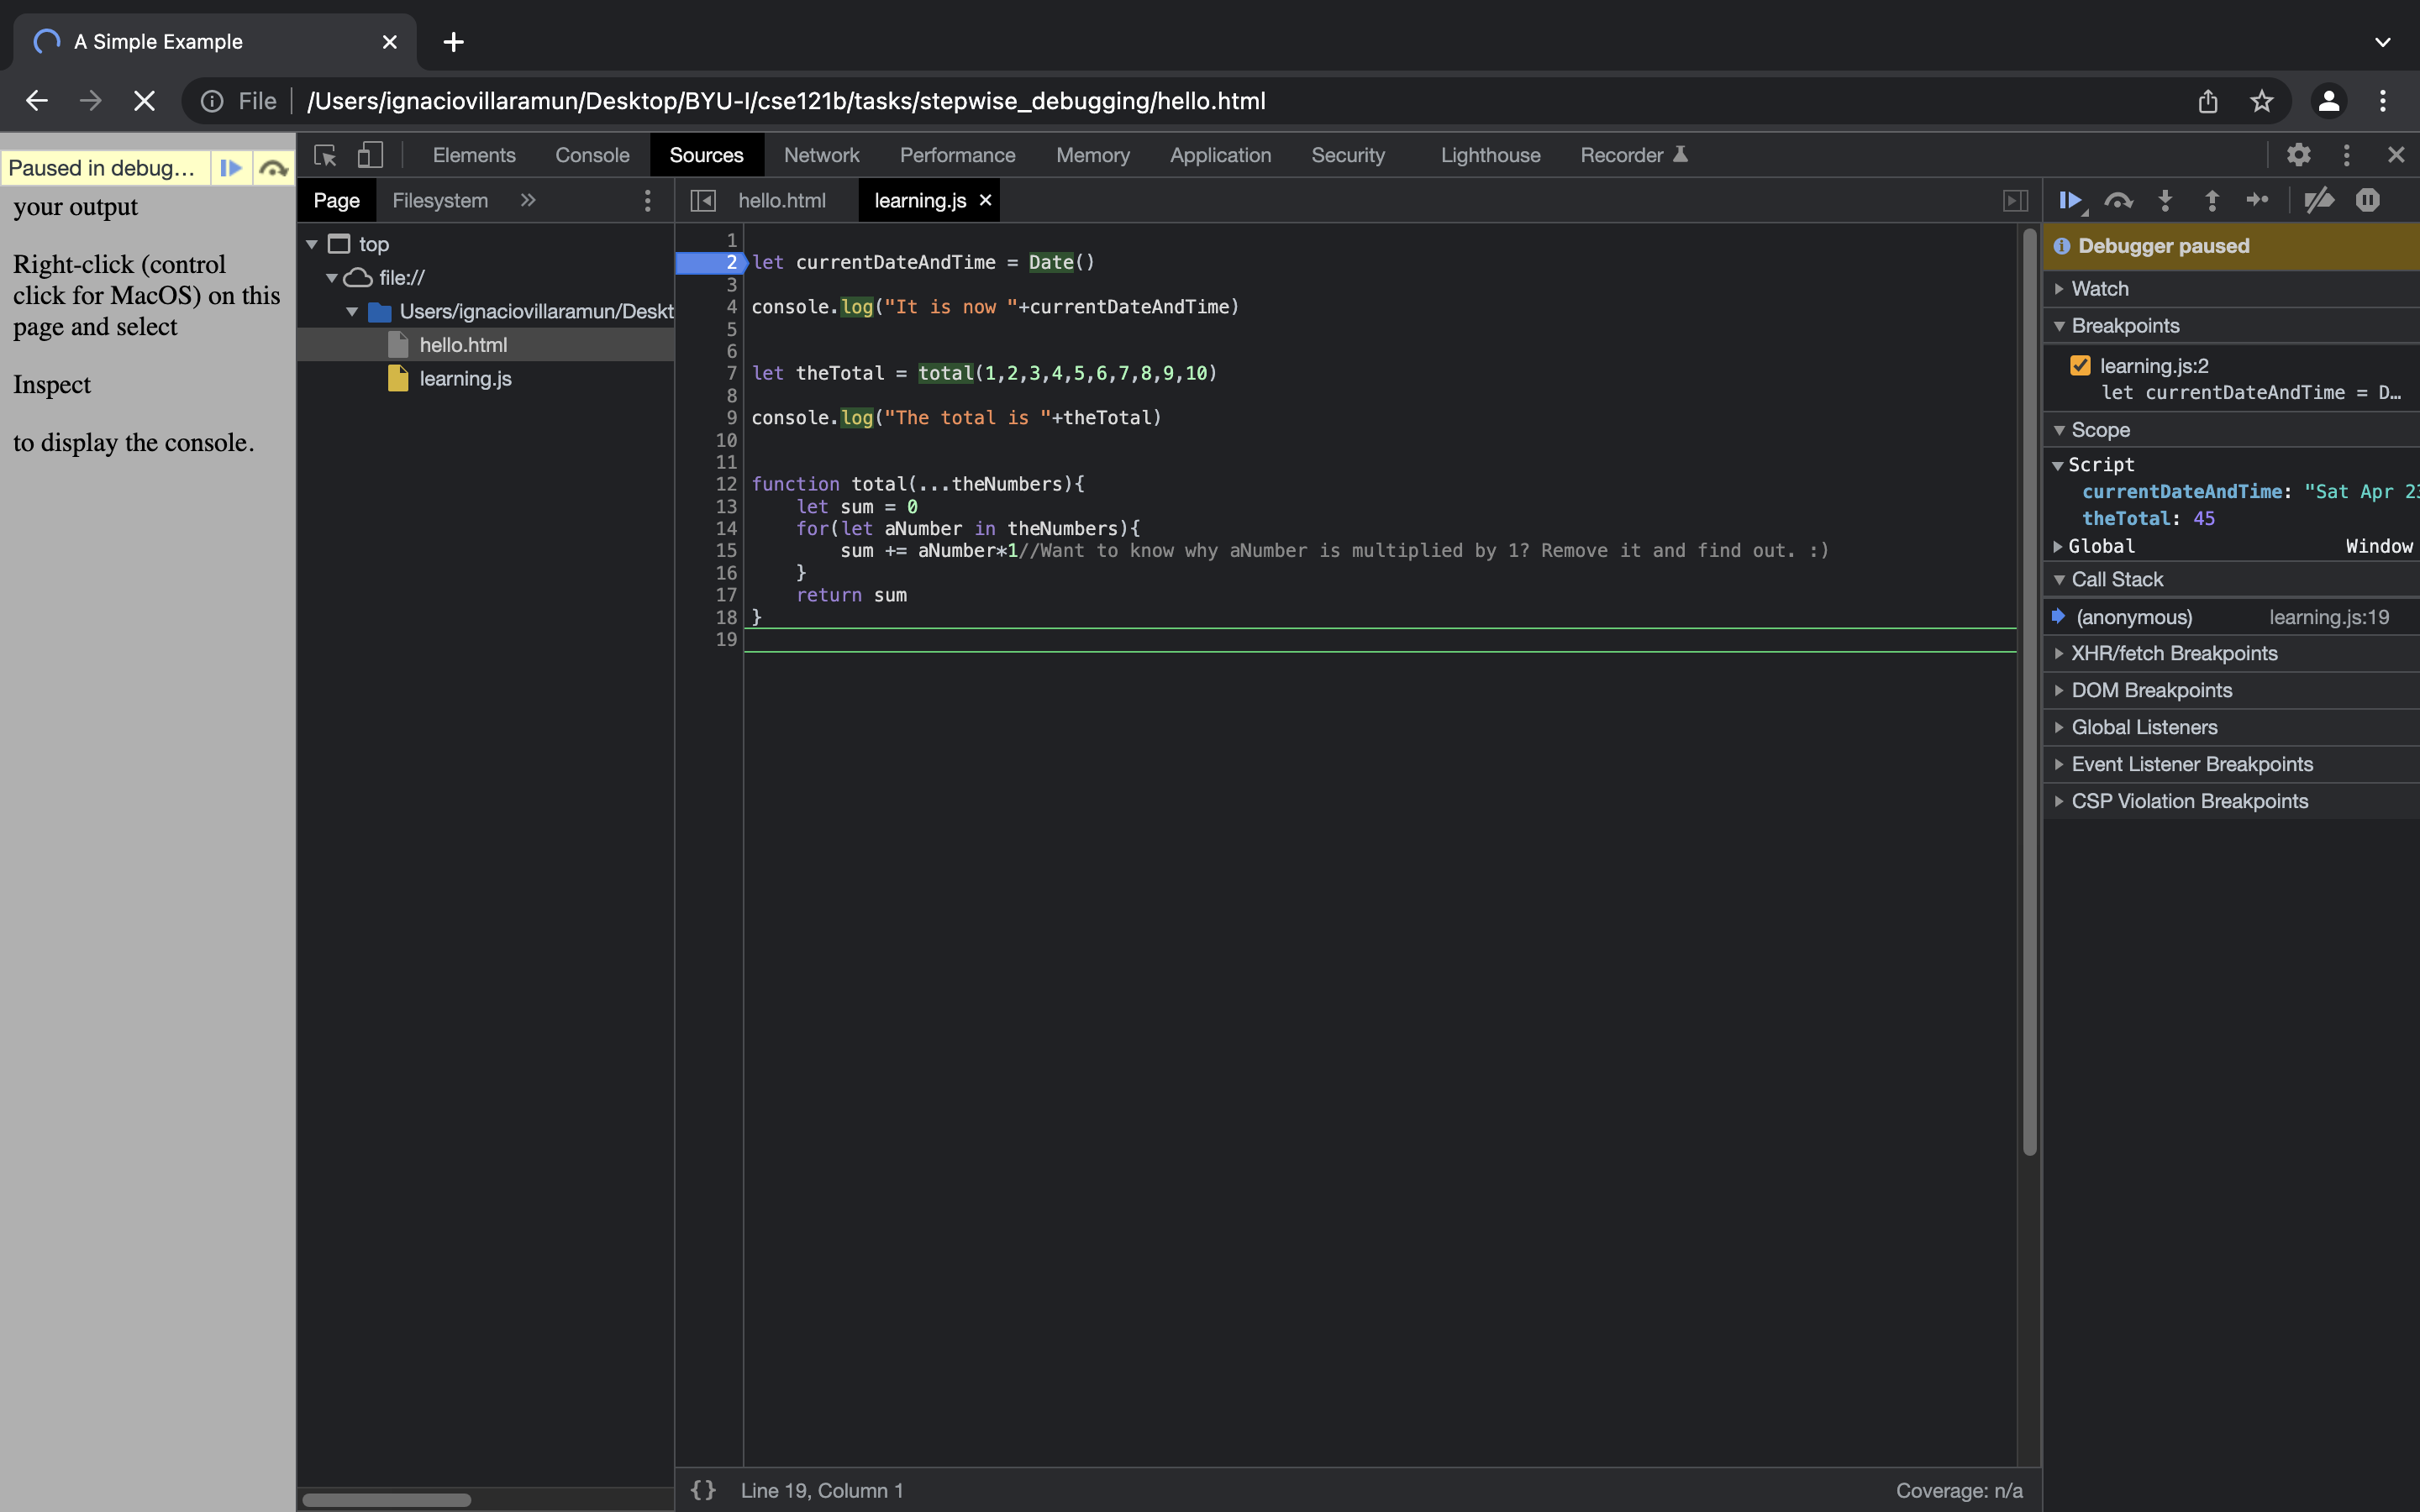 A Simple Example
File /Users/ignaciovillaramun/Desktop/BYU-I/cse121b/tasks/stepwise_debugging/hello.html
Paused in debug…
your output
Right-click (control
click for MacOS) on this
page and select
Inspect
to display the console.
Elements Console Sources Network Performance Memory Application Security Lighthouse Recorder
Page Filesystem »
top
file://
Users/ignaciovillaramun/Deskt
hello.html
learning.js
hello.html learning.js
1
2 let currentDateAndTime = Date()
3
4 console.log("It is now "+currentDateAndTime)
5
6
7 let theTotal = total(1,2,3,4,5,6,7,8,9,10)
8
9 console.log("The total is "+theTotal)
10
11
12 function total(...theNumbers){
13     let sum = 0
14     for(let aNumber in theNumbers){
15         sum += aNumber*1//Want to know why aNumber is multiplied by 1? Remove it and find out. :)
16     }
17     return sum
18 }
19
{} Line 19, Column 1 Coverage: n/a
Debugger paused
Watch
Breakpoints
learning.js:2
let currentDateAndTime = D…
Scope
Script
currentDateAndTime: "Sat Apr 23
theTotal: 45
Global Window
Call Stack
(anonymous) learning.js:19
XHR/fetch Breakpoints
DOM Breakpoints
Global Listeners
Event Listener Breakpoints
CSP Violation Breakpoints